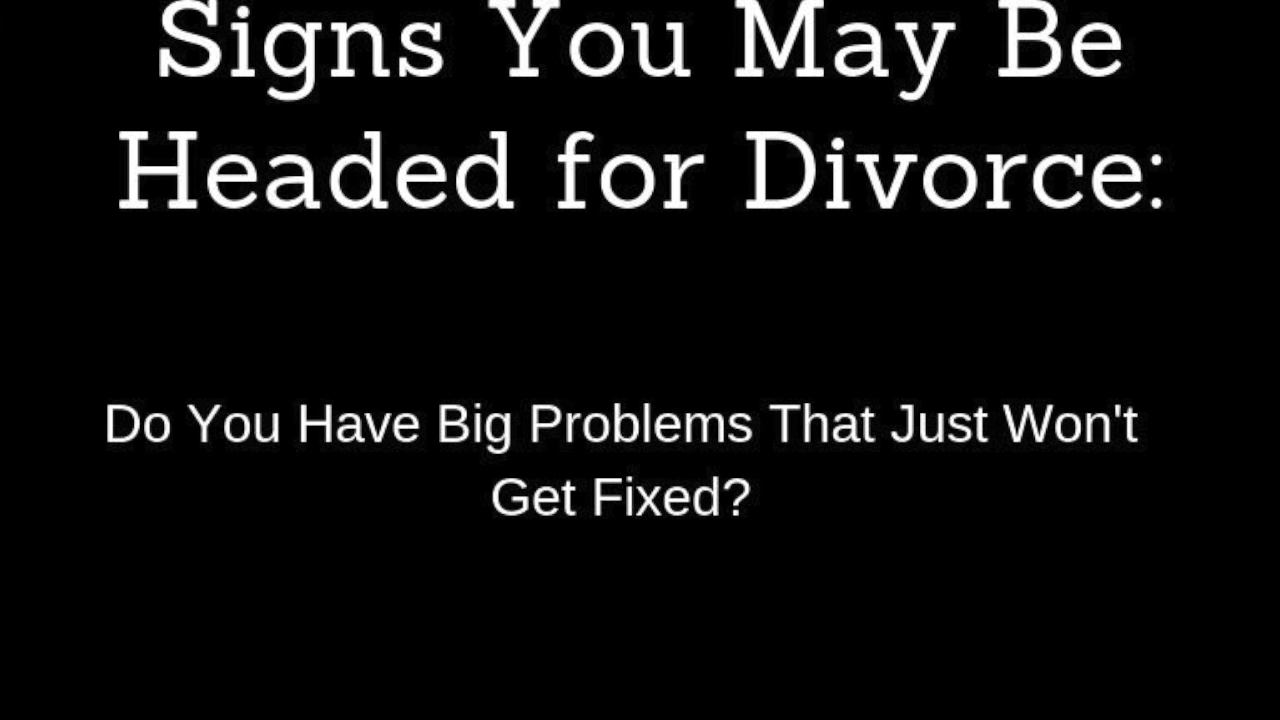 Signs You May Be
Headed for Divorce:
Do You Have Big Problems That Just Won't
Get Fixed?